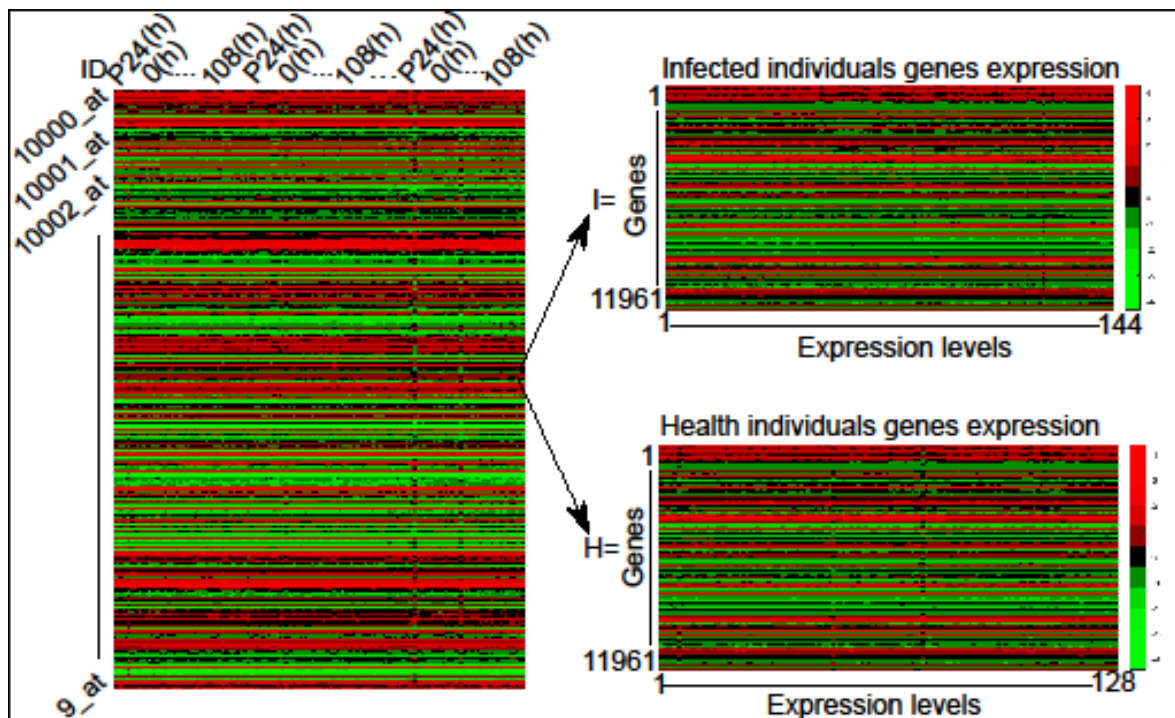 ID P24(h) 0(h) 108(h) P24(h) 0(h) 108(h) P24(h) 0(h) 108(h)
10000_at
10001_at
10002_at
9_at
Infected individuals genes expression
1
I=
Genes
11961
1 144
Expression levels
Health individuals genes expression
1
H=
Genes
11961
1 128
Expression levels